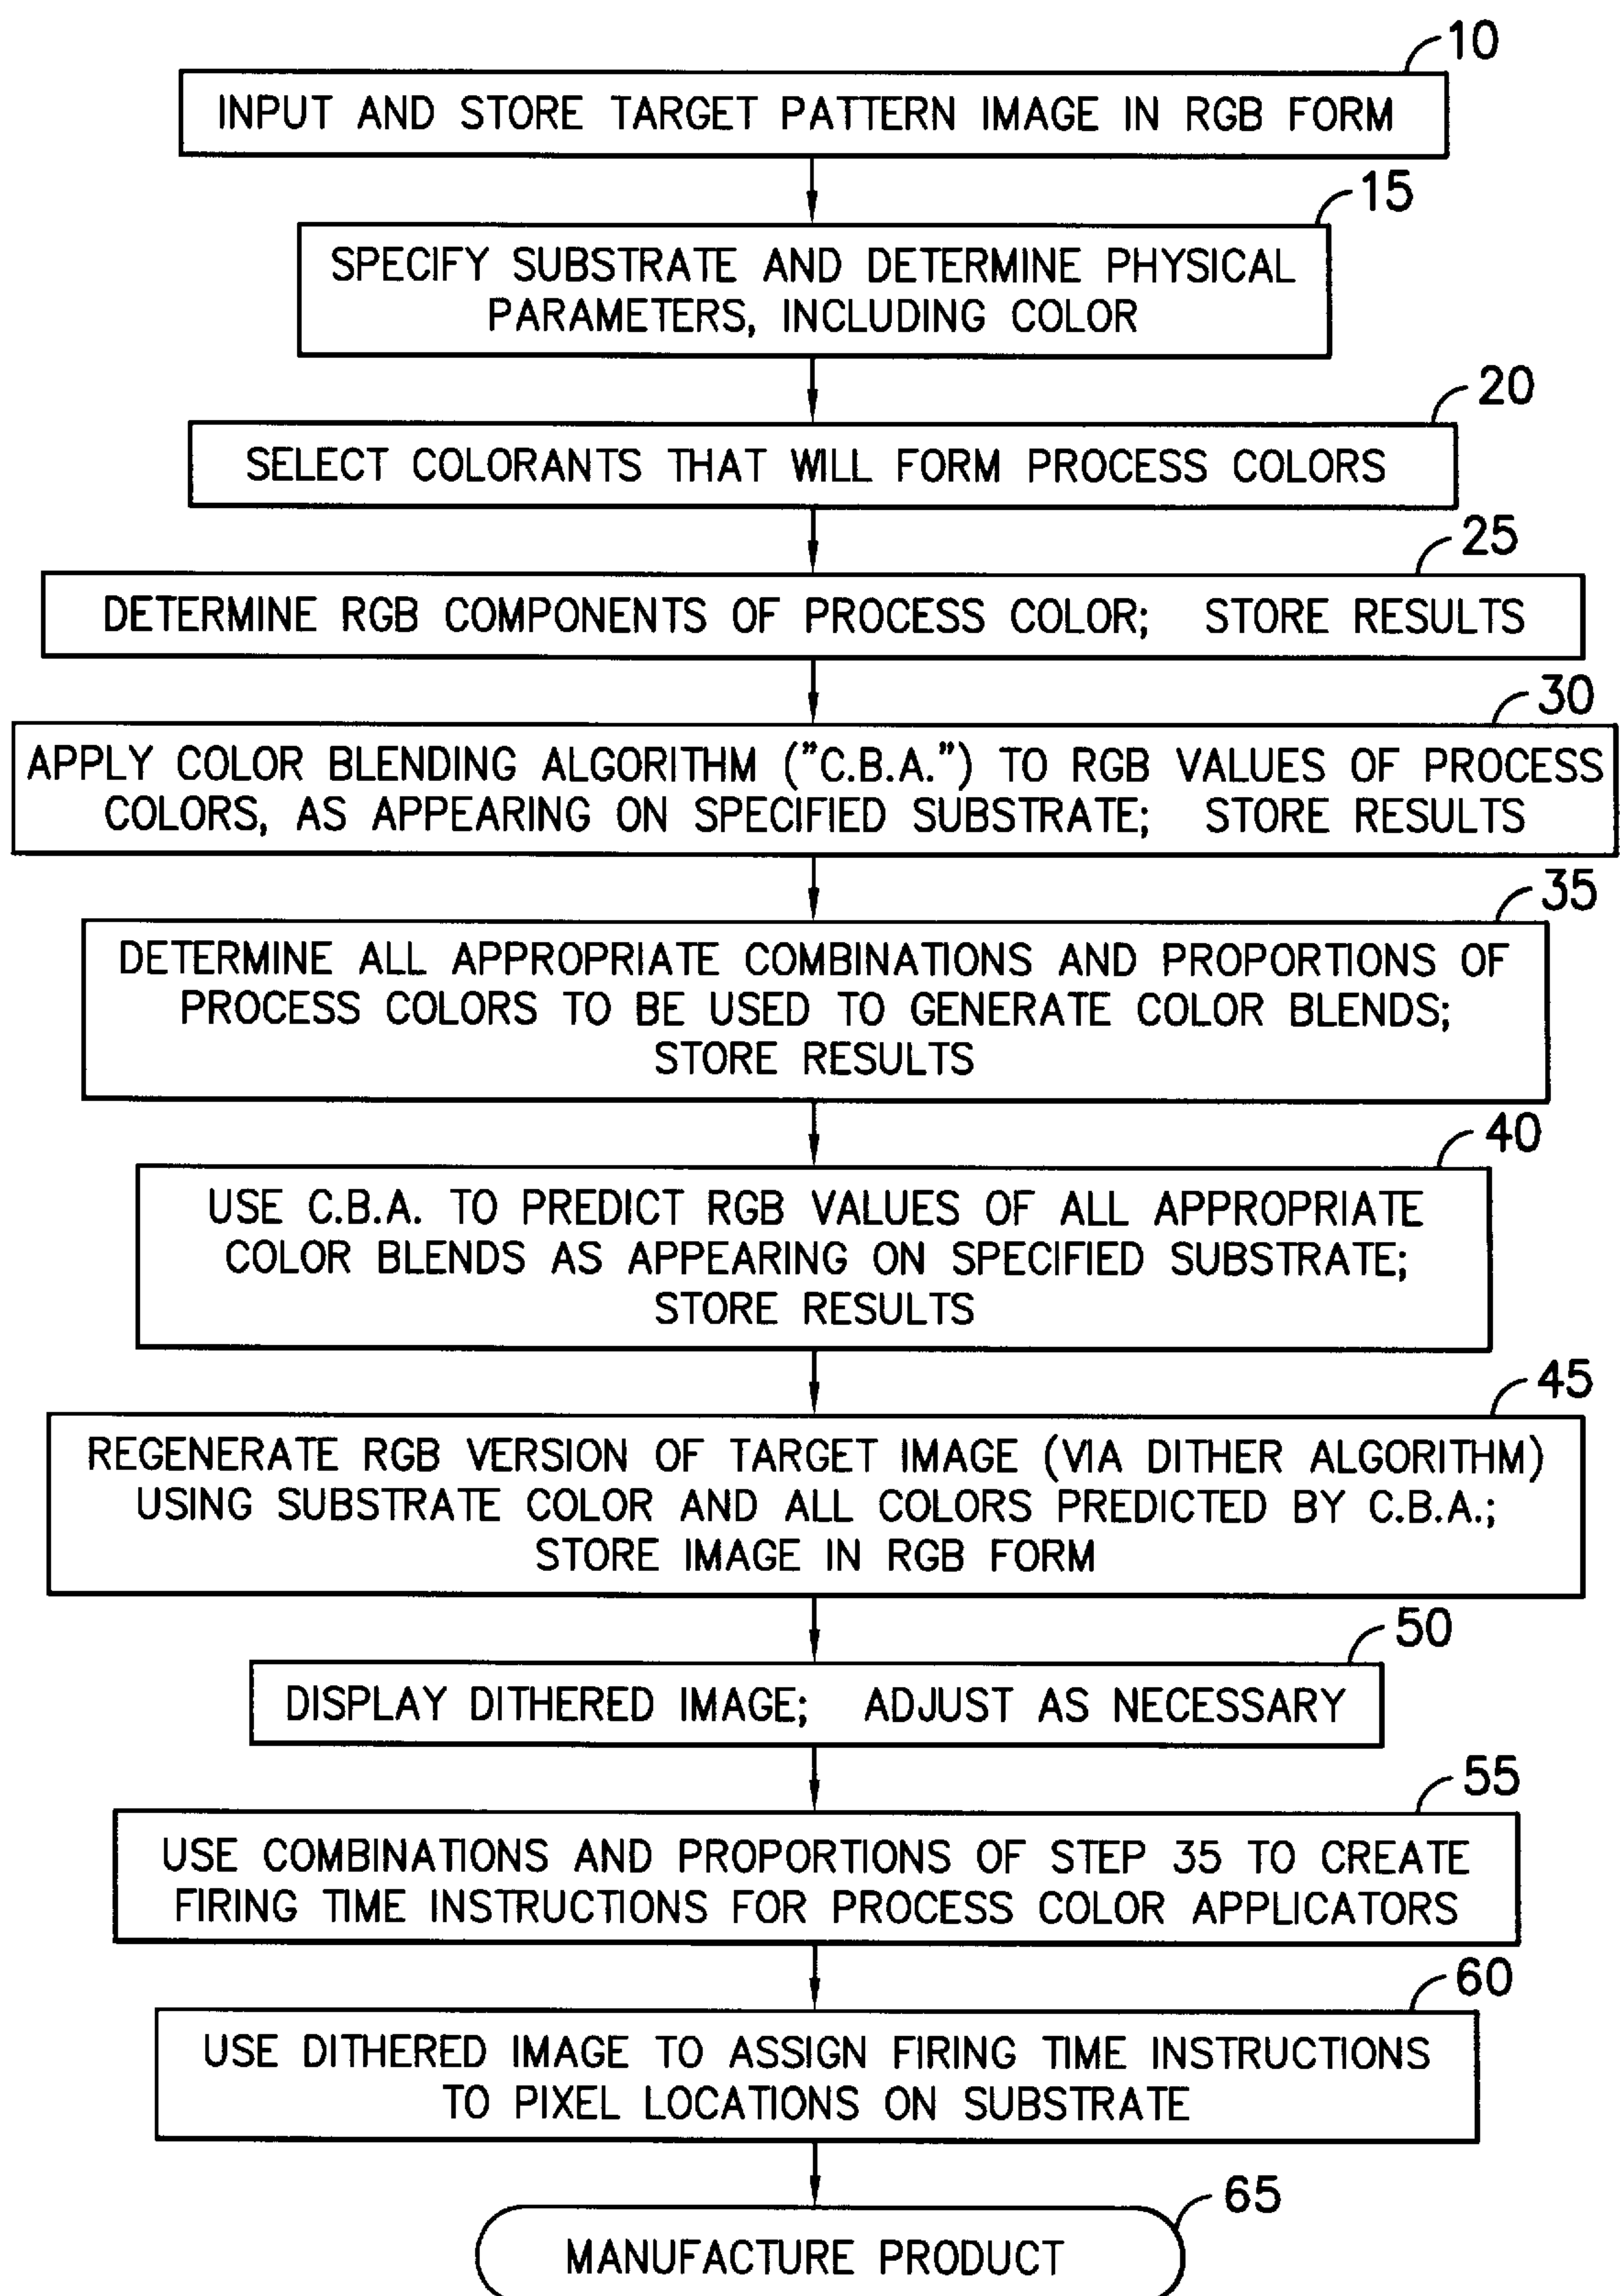 10
INPUT AND STORE TARGET PATTERN IMAGE IN RGB FORM
15
SPECIFY SUBSTRATE AND DETERMINE PHYSICAL
PARAMETERS, INCLUDING COLOR
20
SELECT COLORANTS THAT WILL FORM PROCESS COLORS
25
DETERMINE RGB COMPONENTS OF PROCESS COLOR; STORE RESULTS
30
APPLY COLOR BLENDING ALGORITHM ("C.B.A.") TO RGB VALUES OF PROCESS
COLORS, AS APPEARING ON SPECIFIED SUBSTRATE; STORE RESULTS
35
DETERMINE ALL APPROPRIATE COMBINATIONS AND PROPORTIONS OF
PROCESS COLORS TO BE USED TO GENERATE COLOR BLENDS;
STORE RESULTS
40
USE C.B.A. TO PREDICT RGB VALUES OF ALL APPROPRIATE
COLOR BLENDS AS APPEARING ON SPECIFIED SUBSTRATE;
STORE RESULTS
45
REGENERATE RGB VERSION OF TARGET IMAGE (VIA DITHER ALGORITHM)
USING SUBSTRATE COLOR AND ALL COLORS PREDICTED BY C.B.A.;
STORE IMAGE IN RGB FORM
50
DISPLAY DITHERED IMAGE; ADJUST AS NECESSARY
55
USE COMBINATIONS AND PROPORTIONS OF STEP 35 TO CREATE
FIRING TIME INSTRUCTIONS FOR PROCESS COLOR APPLICATORS
60
USE DITHERED IMAGE TO ASSIGN FIRING TIME INSTRUCTIONS
TO PIXEL LOCATIONS ON SUBSTRATE
65
MANUFACTURE PRODUCT